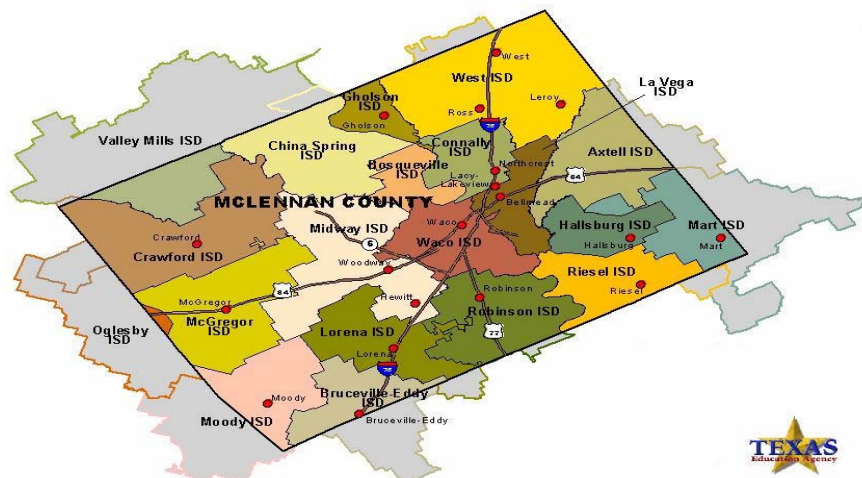 West
West ISD
La Vega
ISD
Gholson
ISD
Gholson
Ross
Leroy
35
Valley Mills ISD
China Spring
ISD
Connally
ISD
Axtell ISD
Bosqueville
ISD
Northcrest
Lacy-
Lakeview
84
Bellmead
MCLENNAN COUNTY
Midway ISD
Waco
Waco ISD
Hallsburg ISD
Hallsburg
Mart ISD
Mart
Crawford
Crawford ISD
6
Woodway
Riesel ISD
Riesel
84
McGregor
McGregor
ISD
Hewitt
Robinson
Robinson ISD
77
Oglesby
ISD
Lorena ISD
Lorena
35
Moody
Moody ISD
Bruceville-Eddy
ISD
Bruceville-Eddy
TEXAS
Education Agency